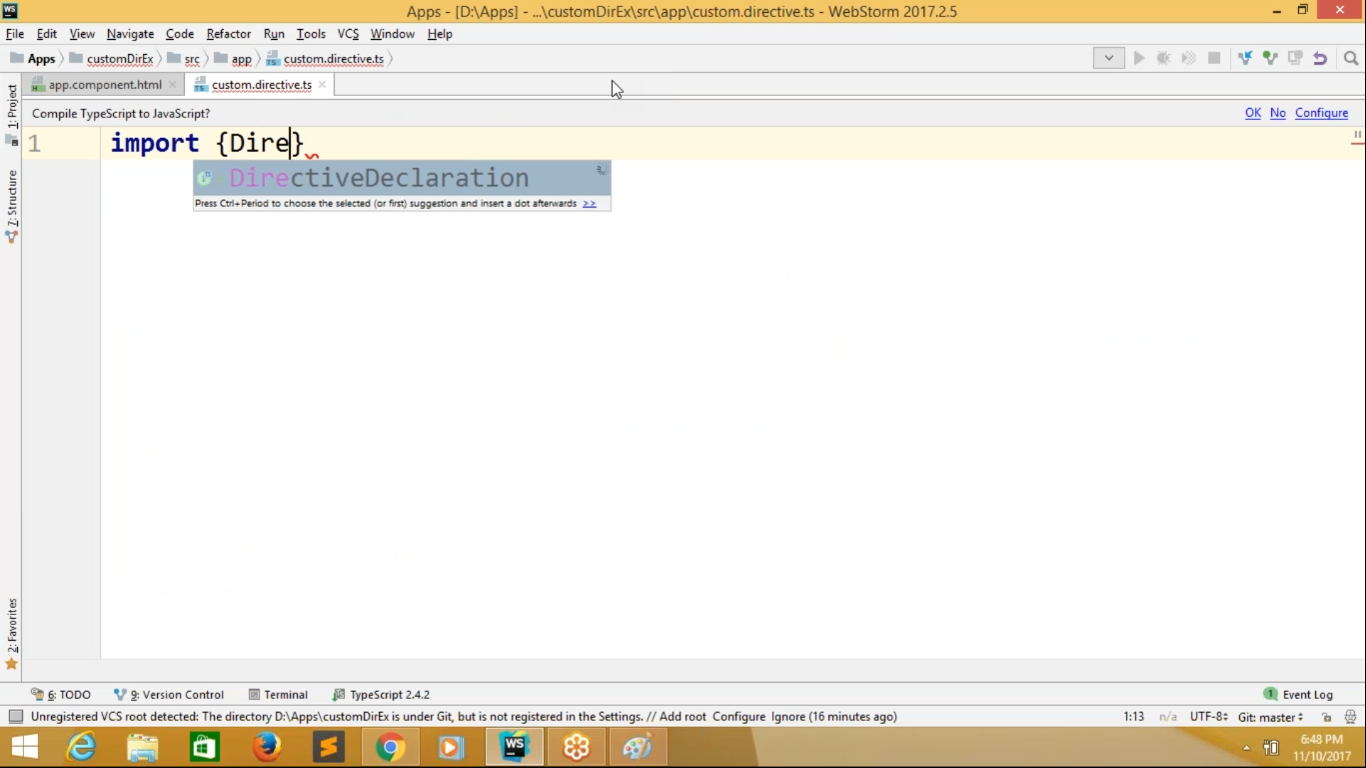 WS Apps - [D:\Apps] - ...\customDirEx\src\app\custom.directive.ts - WebStorm 2017.2.5
File Edit View Navigate Code Refactor Run Tools VCS Window Help
Apps customDirEx src app custom.directive.ts
app.component.html custom.directive.ts
Compile TypeScript to JavaScript? OK No Configure
1 import {Dire}
DirectiveDeclaration
Press Ctrl+Period to choose the selected (or first) suggestion and insert a dot afterwards >>
1: Project
7: Structure
2: Favorites
6: TODO 9: Version Control Terminal TypeScript 2.4.2 1 Event Log
Unregistered VCS root detected: The directory D:\Apps\customDirEx is under Git, but is not registered in the Settings. // Add root Configure Ignore (16 minutes ago) 1:13 n/a UTF-8 Git: master
WS 6:48 PM
11/10/2017